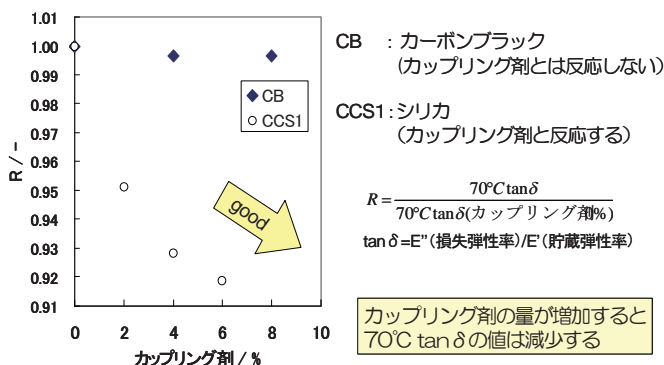 1.01
1.00
0.99
0.98
0.97
0.96
0.95
0.94
0.93
0.92
0.91
R / -
0 2 4 6 8 10
カップリング剤 / %
CB
CCS1
good
CB :カーボンブラック
(カップリング剤とは反応しない)
CCS1:シリカ
(カップリング剤と反応する)
R = 70°C tanδ / 70°C tanδ(カップリング剤0%)
tanδ=E"(損失弾性率)/E'(貯蔵弾性率)
カップリング剤の量が増加すると
70℃ tanδの値は減少する